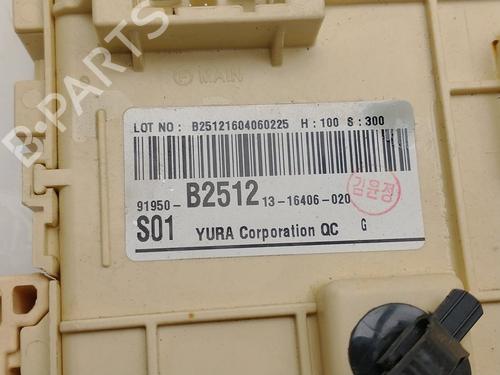 B-PARTS
MAIN
LOT NO : B25121604060225 H : 100 S : 300
91950- B2512 13-16406-020
김윤정
S01 YURA Corporation QC G